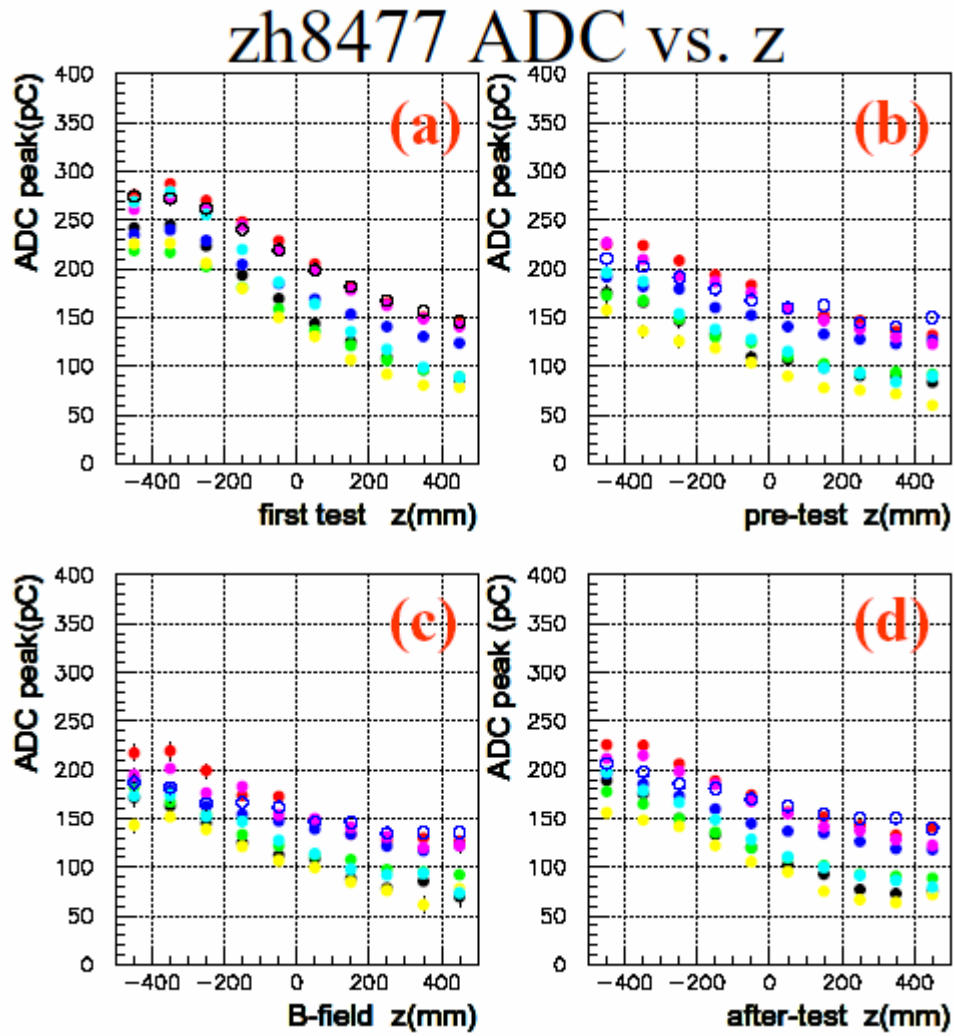 zh8477 ADC vs. z
(a)
ADC peak(pC)
400
350
300
250
200
150
100
50
0
−400 −200 0 200 400
first test z(mm)
(b)
ADC peak(pC)
400
350
300
250
200
150
100
50
0
−400 −200 0 200 400
pre-test z(mm)
(c)
ADC peak(pC)
400
350
300
250
200
150
100
50
0
−400 −200 0 200 400
B-field z(mm)
(d)
ADC peak (pC)
400
350
300
250
200
150
100
50
0
−400 −200 0 200 400
after-test z(mm)